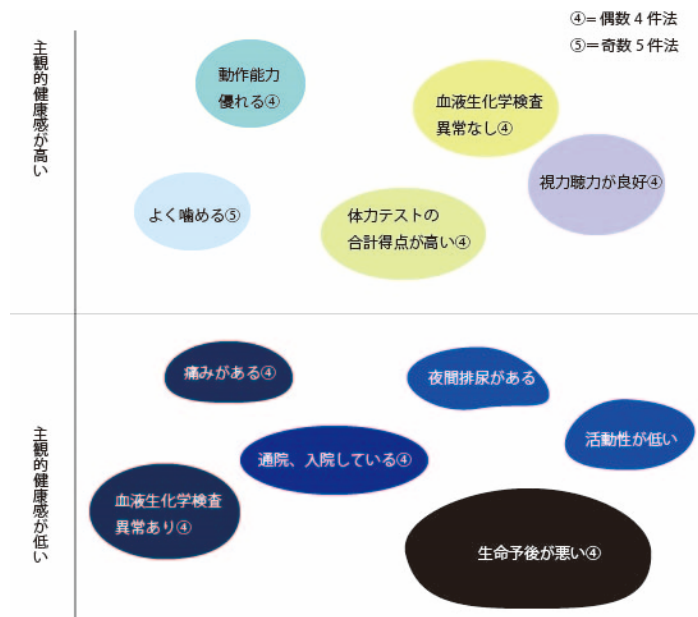 ④=偶数4件法
⑤=奇数5件法
主観的健康感が高い
動作能力
優れる④
血液生化学検査
異常なし④
視力聴力が良好④
よく噛める⑤
体力テストの
合計得点が高い④
主観的健康感が低い
痛みがある④
夜間排尿がある
活動性が低い
通院、入院している④
血液生化学検査
異常あり④
生命予後が悪い④